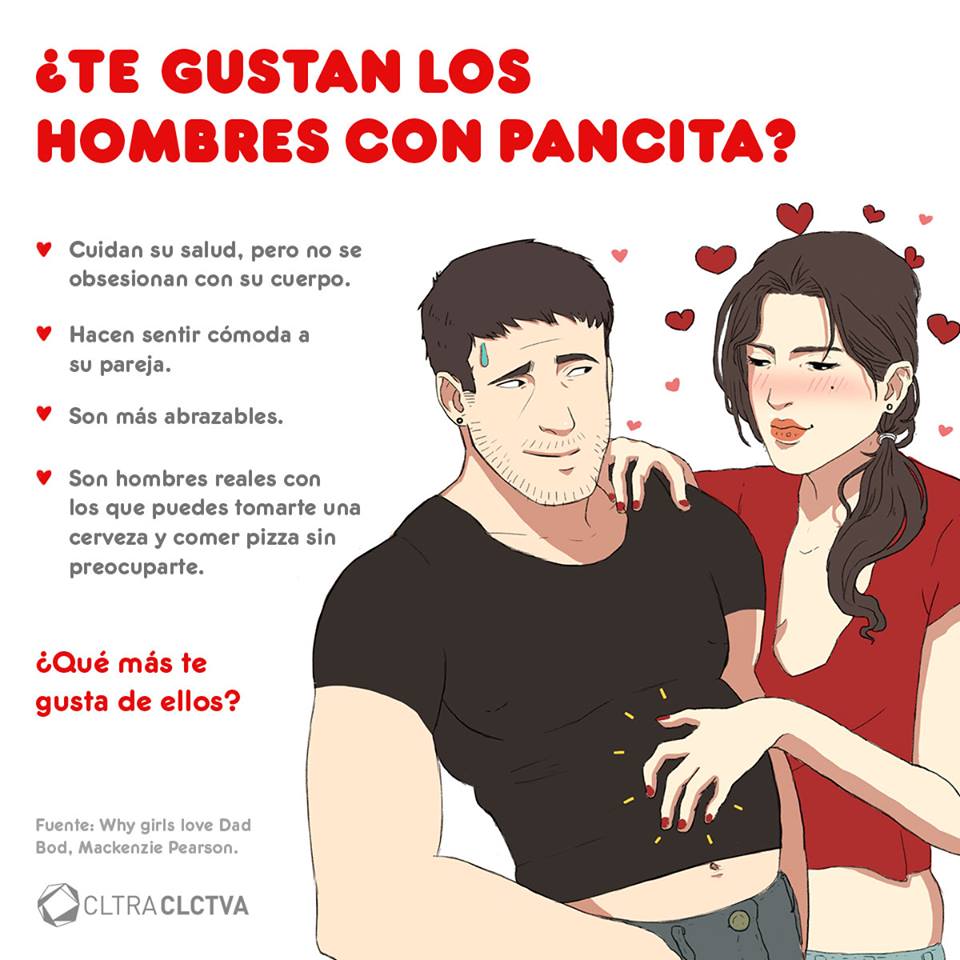 ¿TE GUSTAN LOS
HOMBRES CON PANCITA?
Cuidan su salud, pero no se
obsesionan con su cuerpo.
Hacen sentir cómoda a
su pareja.
Son más abrazables.
Son hombres reales con
los que puedes tomarte una
cerveza y comer pizza sin
preocuparte.
¿Qué más te
gusta de ellos?
Fuente: Why girls love Dad
Bod, Mackenzie Pearson.
CLTRA CLCTVA